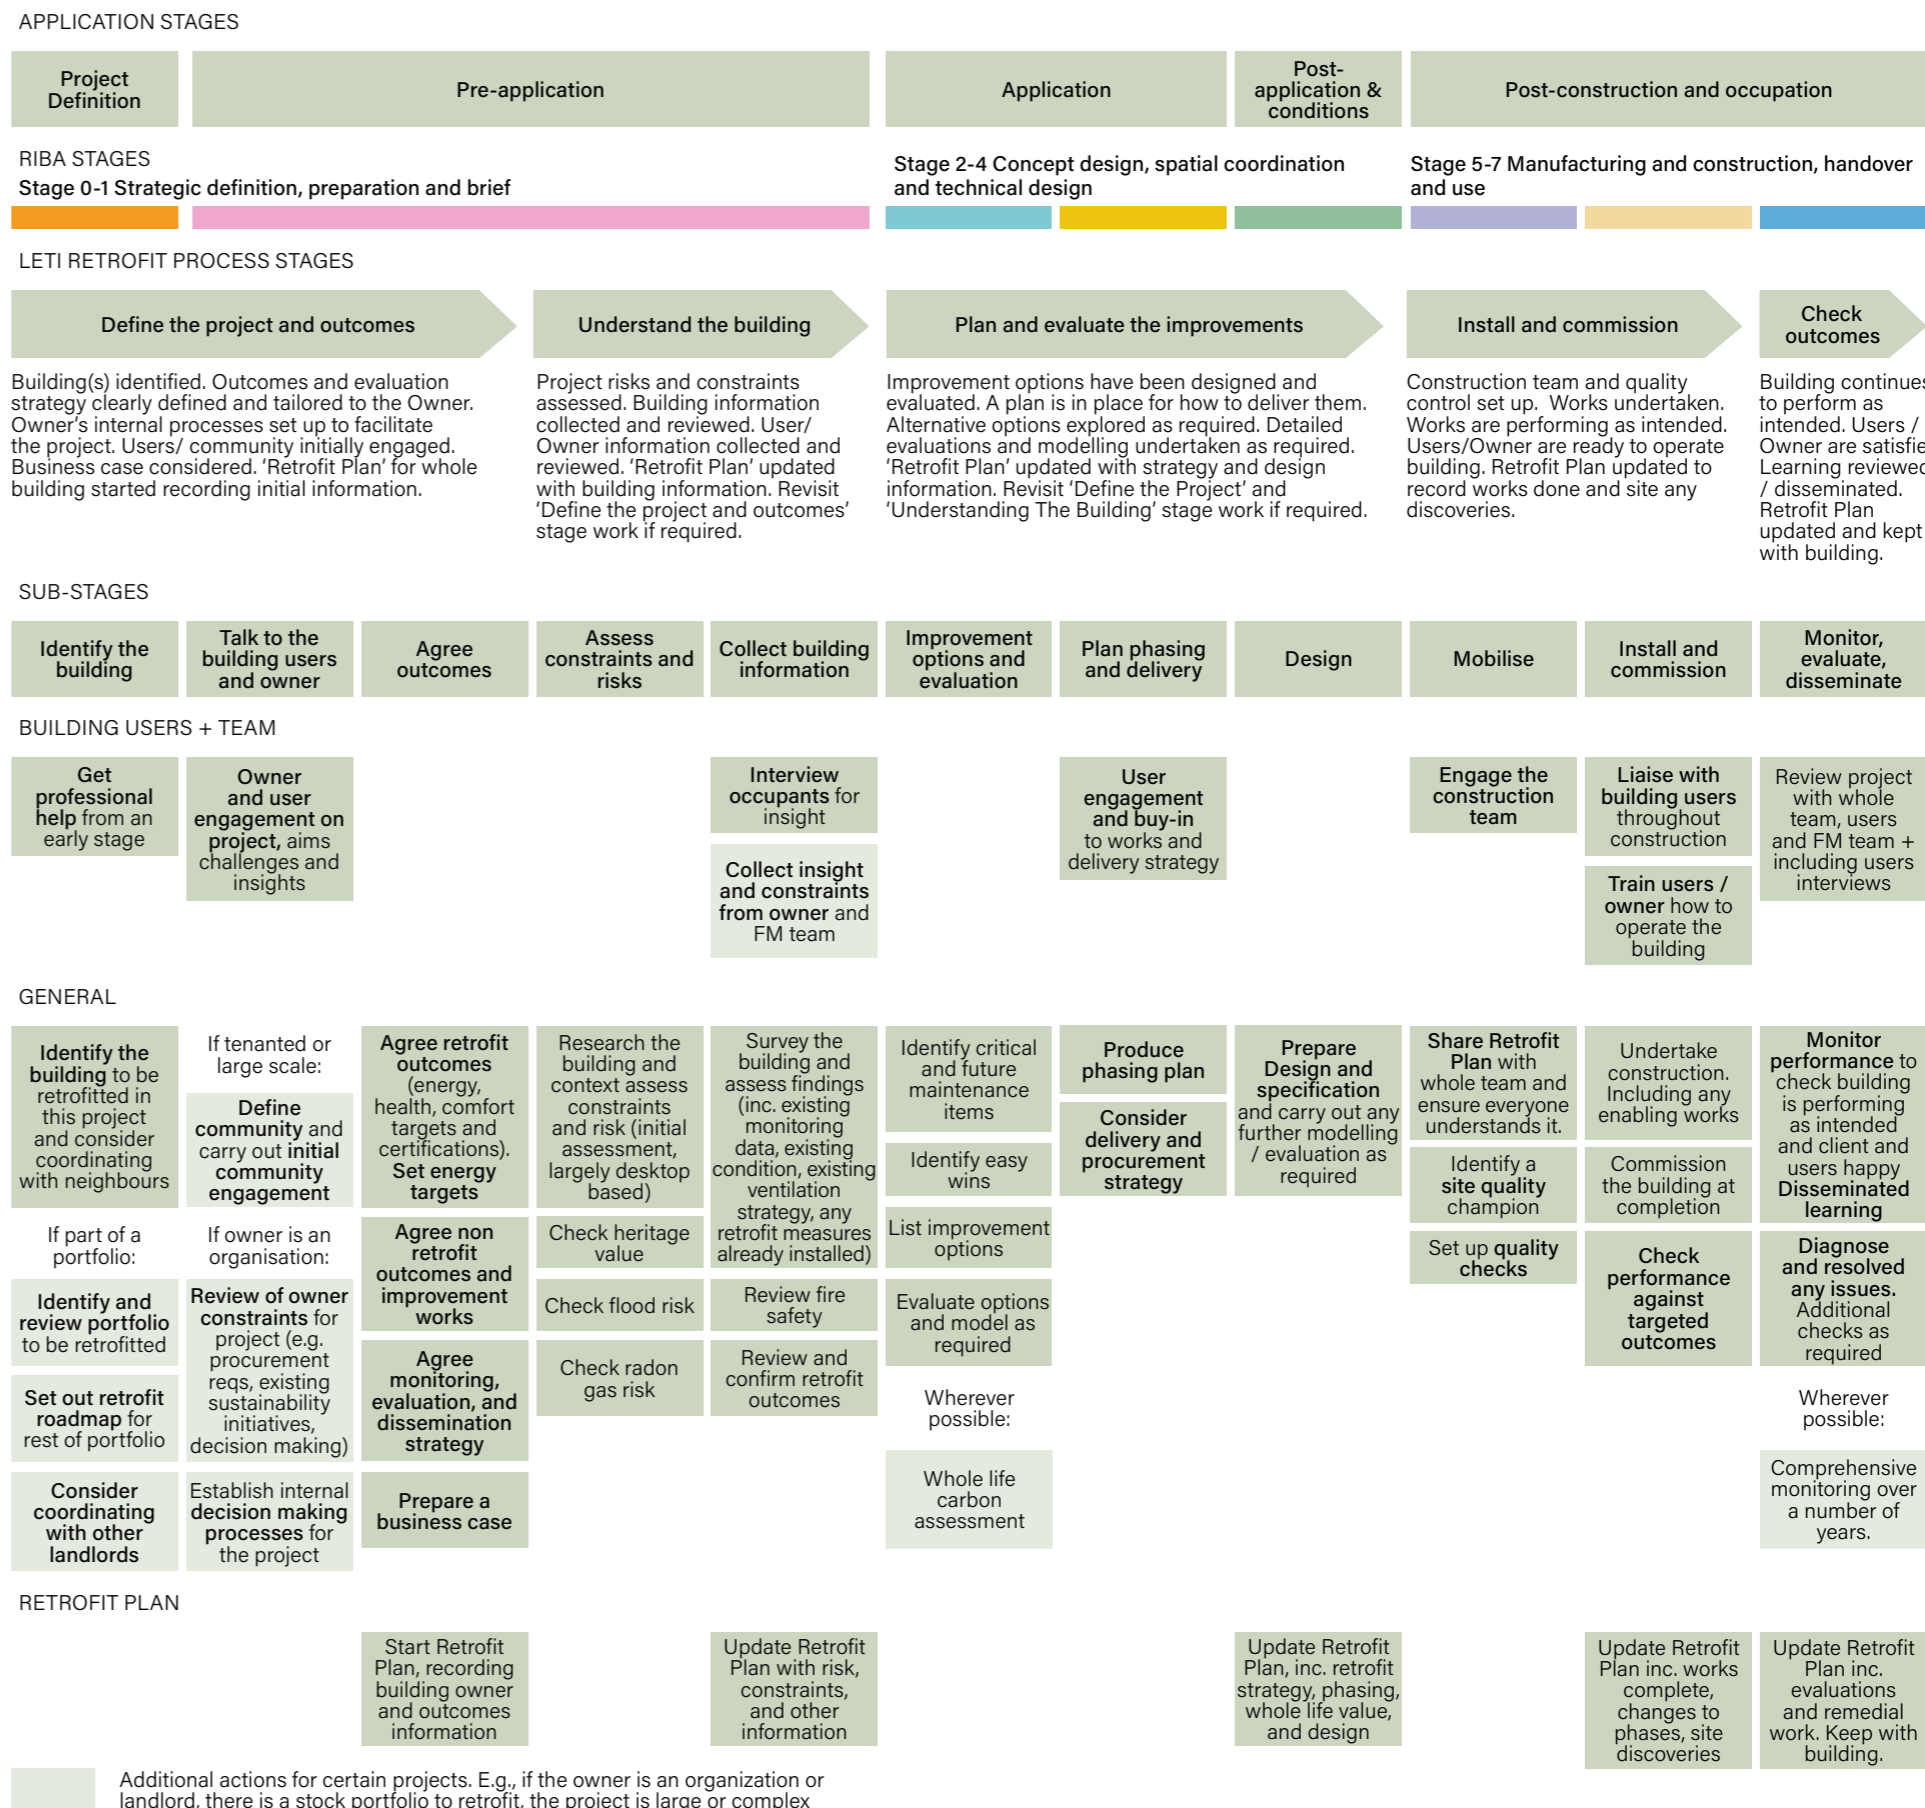 APPLICATION STAGES
Project
Definition
Pre-application
Application
Post-
application &
conditions
Post-construction and occupation
RIBA STAGES
Stage 0-1 Strategic definition, preparation and brief
Stage 2-4 Concept design, spatial coordination
and technical design
Stage 5-7 Manufacturing and construction, handover
and use
LETI RETROFIT PROCESS STAGES
Define the project and outcomes
Understand the building
Plan and evaluate the improvements
Install and commission
Check
outcomes
Building(s) identified. Outcomes and evaluation
strategy clearly defined and tailored to the Owner.
Owner's internal processes set up to facilitate
the project. Users/ community initially engaged.
Business case considered. 'Retrofit Plan' for whole
building started recording initial information.
Project risks and constraints
assessed. Building information
collected and reviewed. User/
Owner information collected and
reviewed. 'Retrofit Plan' updated
with building information. Revisit
'Define the project and outcomes'
stage work if required.
Improvement options have been designed and
evaluated. A plan is in place for how to deliver them.
Alternative options explored as required. Detailed
evaluations and modelling undertaken as required.
'Retrofit Plan' updated with strategy and design
information. Revisit 'Define the Project' and
'Understanding The Building' stage work if required.
Construction team and quality
control set up. Works undertaken.
Works are performing as intended.
Users/Owner are ready to operate
building. Retrofit Plan updated to
record works done and site any
discoveries.
Building continues
to perform as
intended. Users /
Owner are satisfie
Learning reviewed
/ disseminated.
Retrofit Plan
updated and kept
with building.
SUB-STAGES
Identify the
building
Talk to the
building users
and owner
Agree
outcomes
Assess
constraints and
risks
Collect building
information
Improvement
options and
evaluation
Plan phasing
and delivery
Design
Mobilise
Install and
commission
Monitor,
evaluate,
disseminate
BUILDING USERS + TEAM
Get
professional
help from an
early stage
Owner
and user
engagement on
project, aims
challenges and
insights
Interview
occupants for
insight
Collect insight
and constraints
from owner and
FM team
User
engagement
and buy-in
to works and
delivery strategy
Engage the
construction
team
Liaise with
building users
throughout
construction
Train users /
owner how to
operate the
building
Review project
with whole
team, users
and FM team +
including users
interviews
GENERAL
Identify the
building to be
retrofitted in
this project
and consider
coordinating
with neighbours
If part of a
portfolio:
Identify and
review portfolio
to be retrofitted
Set out retrofit
roadmap for
rest of portfolio
Consider
coordinating
with other
landlords
If tenanted or
large scale:
Define
community and
carry out initial
community
engagement
If owner is an
organisation:
Review of owner
constraints for
project (e.g.
procurement
reqs, existing
sustainability
initiatives,
decision making)
Establish internal
decision making
processes for
the project
Agree retrofit
outcomes
(energy,
health, comfort
targets and
certifications).
Set energy
targets
Agree non
retrofit
outcomes and
improvement
works
Agree
monitoring,
evaluation, and
dissemination
strategy
Prepare a
business case
Research the
building and
context assess
constraints
and risk (initial
assessment,
largely desktop
based)
Check heritage
value
Check flood risk
Check radon
gas risk
Survey the
building and
assess findings
(inc. existing
monitoring
data, existing
condition, existing
ventilation
strategy, any
retrofit measures
already installed)
Review fire
safety
Review and
confirm retrofit
outcomes
Identify critical
and future
maintenance
items
Identify easy
wins
List improvement
options
Evaluate options
and model as
required
Wherever
possible:
Whole life
carbon
assessment
Produce
phasing plan
Consider
delivery and
procurement
strategy
Prepare
Design and
specification
and carry out any
further modelling
/ evaluation as
required
Share Retrofit
Plan with
whole team and
ensure everyone
understands it.
Identify a
site quality
champion
Set up quality
checks
Undertake
construction.
Including any
enabling works
Commission
the building at
completion
Check
performance
against
targeted
outcomes
Monitor
performance to
check building
is performing
as intended
and client and
users happy
Disseminated
learning
Diagnose
and resolved
any issues.
Additional
checks as
required
Wherever
possible:
Comprehensive
monitoring over
a number of
years.
RETROFIT PLAN
Start Retrofit
Plan, recording
building owner
and outcomes
information
Update Retrofit
Plan with risk,
constraints,
and other
information
Update Retrofit
Plan, inc. retrofit
strategy, phasing,
whole life value,
and design
Update Retrofit
Plan inc. works
complete,
changes to
phases, site
discoveries
Update Retrofit
Plan inc.
evaluations
and remedial
work. Keep with
building.
Additional actions for certain projects. E.g., if the owner is an organization or
landlord, there is a stock portfolio to retrofit, the project is large or complex